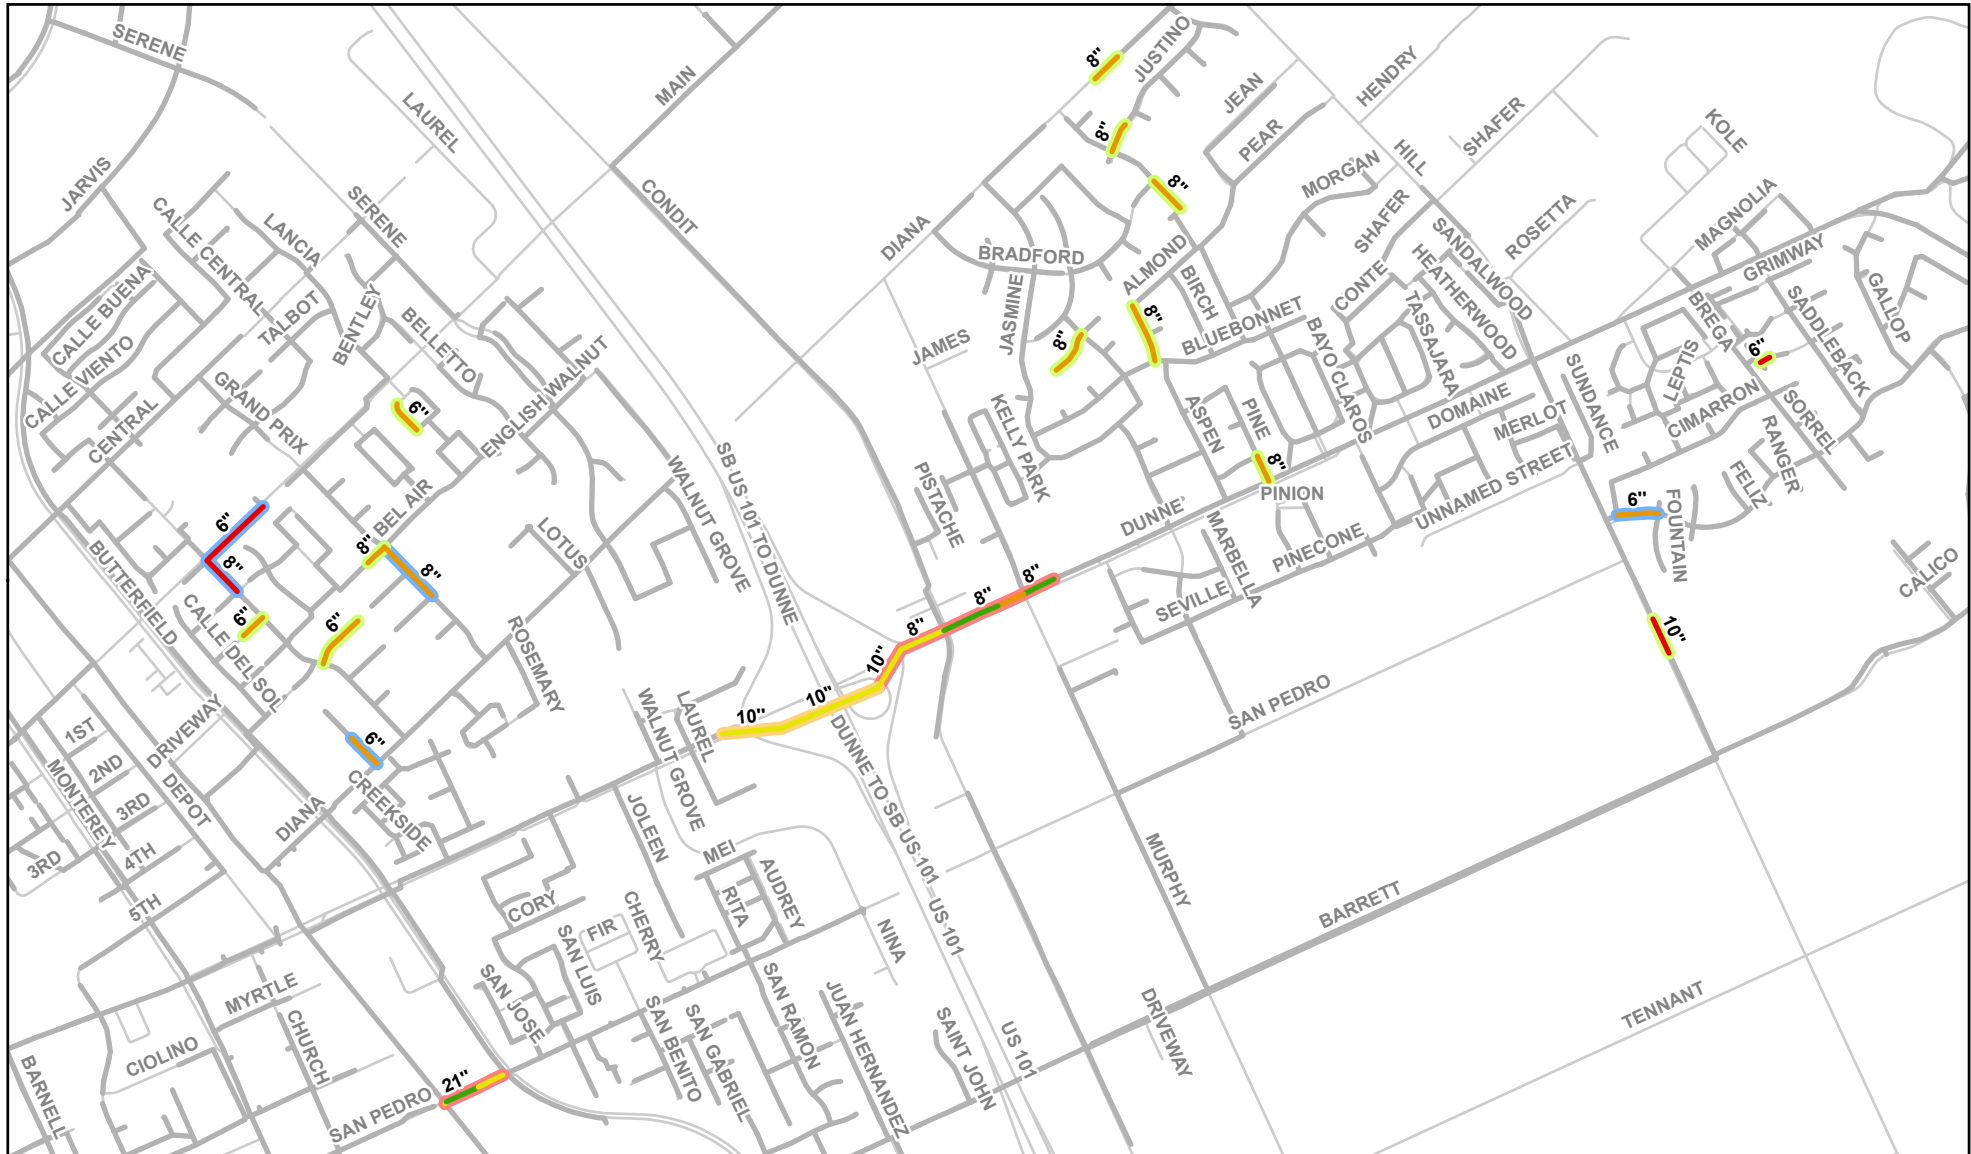 SERENE
MAIN
LAUREL
8"
JUSTINO
JEAN
HENDRY
SHAFER
KOLE
JARVIS
8"
PEAR
HILL
MORGAN
CALLE CENTRAL
LANCIA
SERENE
CONDIT
DIANA
8"
BRADFORD
SHAFER
SANDALWOOD
ROSETTA
MAGNOLIA
GRIMWAY
CALLE BUENA
TALBOT
BENTLEY
BELLETTO
JASMINE
ALMOND
BIRCH
8"
CONTE
HEATHERWOOD
TASSAJARA
BREGA
SADDLEBACK
GALLOP
CALLE VIENTO
ENGLISH WALNUT
JAMES
8"
BLUEBONNET
BAYO CLAROS
LEPTIS
6"
CENTRAL
GRAND PRIX
6"
KELLY PARK
ASPEN
PINE
DOMAINE
MERLOT
SUNDANCE
CIMARRON
SORREL
RANGER
SB US 101 TO DUNNE
WALNUT GROVE
PISTACHE
8"
PINION
UNNAMED STREET
FELIZ
6"
BEL AIR
DUNNE
6"
FOUNTAIN
LOTUS
8"
MARBELLA
PINECONE
BUTTERFIELD
8"
8"
8"
8"
SEVILLE
CALICO
CALLE DEL SOL
6"
6"
ROSEMARY
8"
10"
10"
DRIVEWAY
WALNUT GROVE
LAUREL
10"
10"
SAN PEDRO
1ST
6"
DUNNE TO SB US 101
2ND
MONTEREY
DEPOT
3RD
DIANA
CREEKSIDE
JOLEEN
4TH
3RD
MEI
MURPHY
5TH
CORY
CHERRY
RITA
AUDREY
US 101
BARRETT
FIR
SAN LUIS
NINA
MYRTLE
SAN JOSE
SAN RAMON
DRIVEWAY
TENNANT
CHURCH
CIOLINO
SAN BENITO
SAN GABRIEL
JUAN HERNANDEZ
SAINT JOHN
US 101
BARNELL
21"
SAN PEDRO